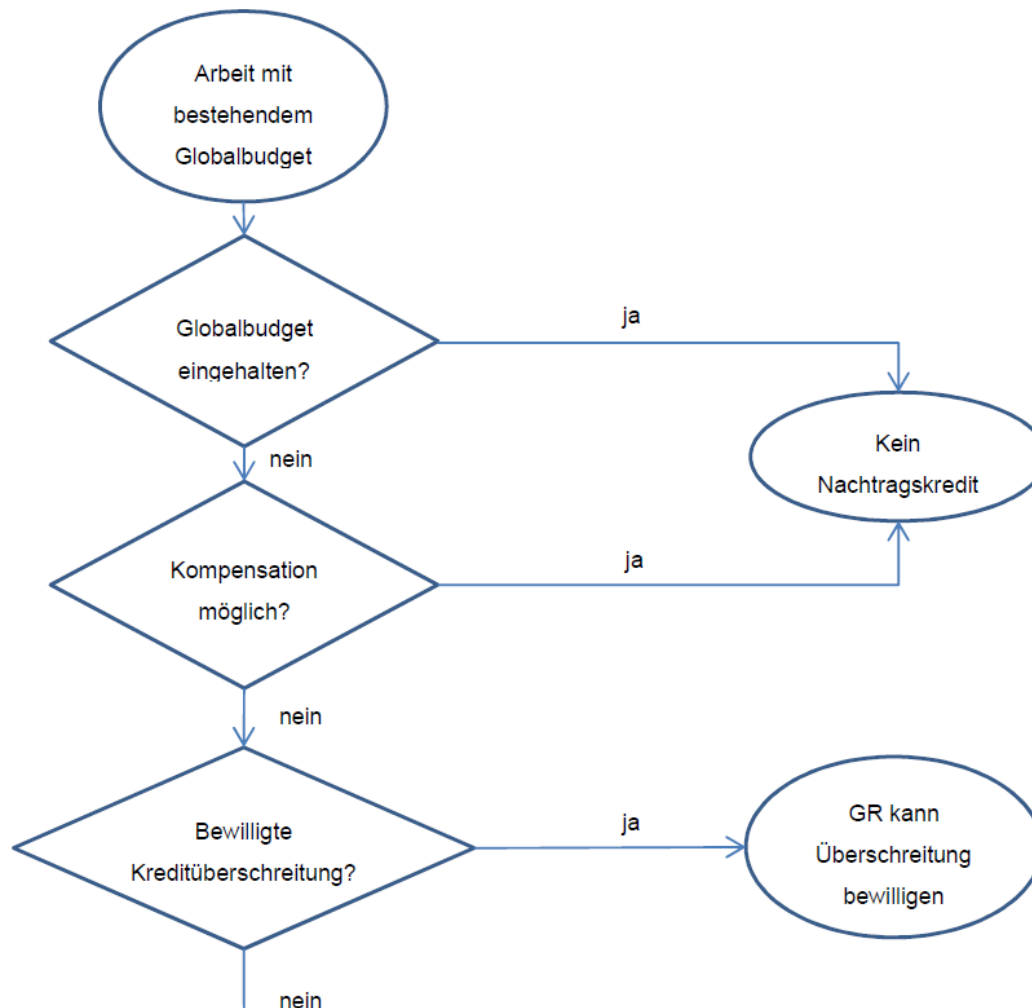 Arbeit mit
bestehendem
Globalbudget
Globalbudget
eingehalten?
ja
nein
Kein
Nachtragskredit
Kompensation
möglich?
ja
nein
Bewilligte
Kreditüberschreitung?
ja
GR kann
Überschreitung
bewilligen
nein